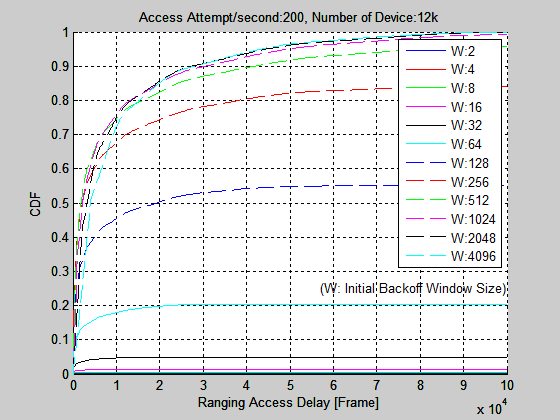 Access Attempt/second:200, Number of Device:12k
1
0.9
0.8
0.7
0.6
0.5
0.4
0.3
0.2
0.1
0
CDF
W:2
W:4
W:8
W:16
W:32
W:64
W:128
W:256
W:512
W:1024
W:2048
W:4096
(W: Initial Backoff Window Size)
0 1 2 3 4 5 6 7 8 9 10
Ranging Access Delay [Frame]
x 10^4